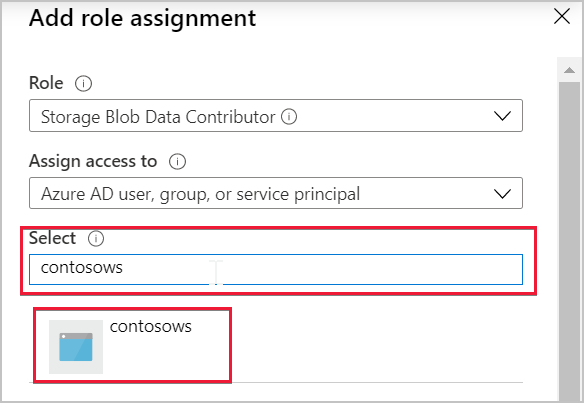 Add role assignment
Role
Storage Blob Data Contributor
Assign access to
Azure AD user, group, or service principal
Select
contosows
contosows